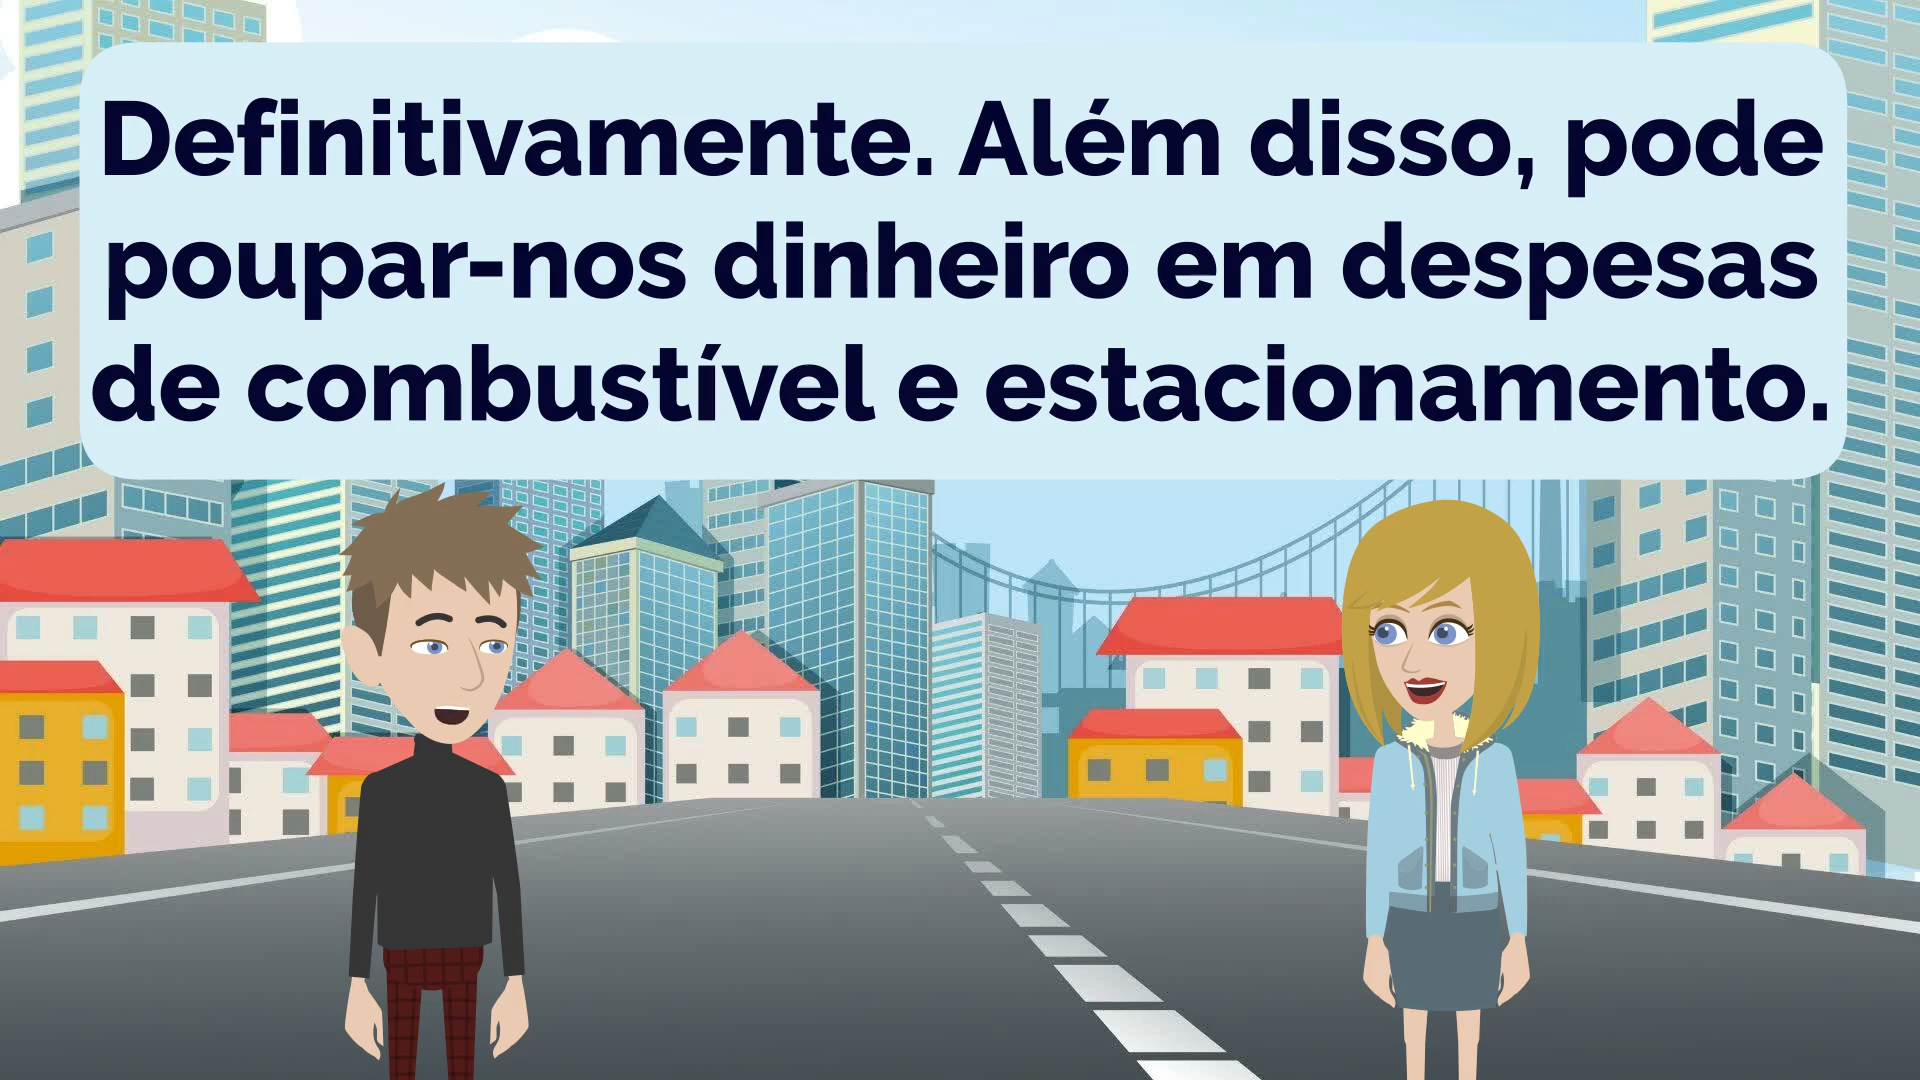 Definitivamente. Além disso, pode
poupar-nos dinheiro em despesas
de combustível e estacionamento.